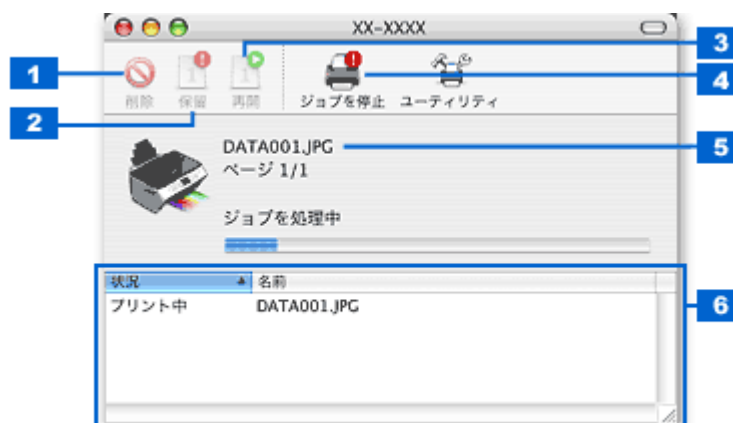 XX-XXXX
3
1
4
削除 保留 再開 ジョブを停止 ユーティリティ
2
DATA001.JPG
5
ページ 1/1
ジョブを処理中
状況 名前
プリント中 DATA001.JPG
6